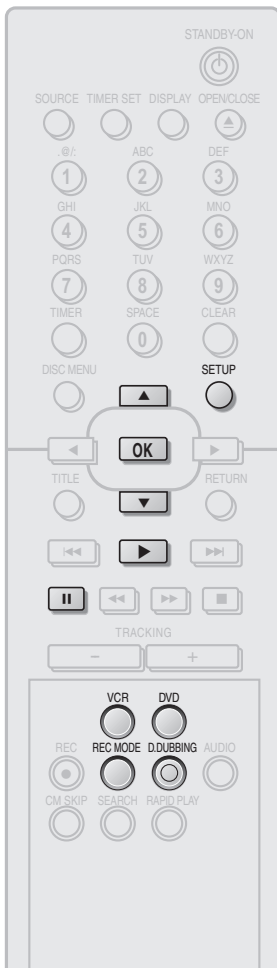 STANDBY-ON
SOURCE TIMER SET DISPLAY OPEN/CLOSE
.@/: ABC DEF
1 2 3
GHI JKL MNO
4 5 6
PQRS TUV WXYZ
7 8 9
TIMER SPACE CLEAR
0
DISC MENU SETUP
OK
TITLE RETURN
TRACKING
– +
VCR DVD
REC REC MODE D.DUBBING AUDIO
CM SKIP SEARCH RAPID PLAY